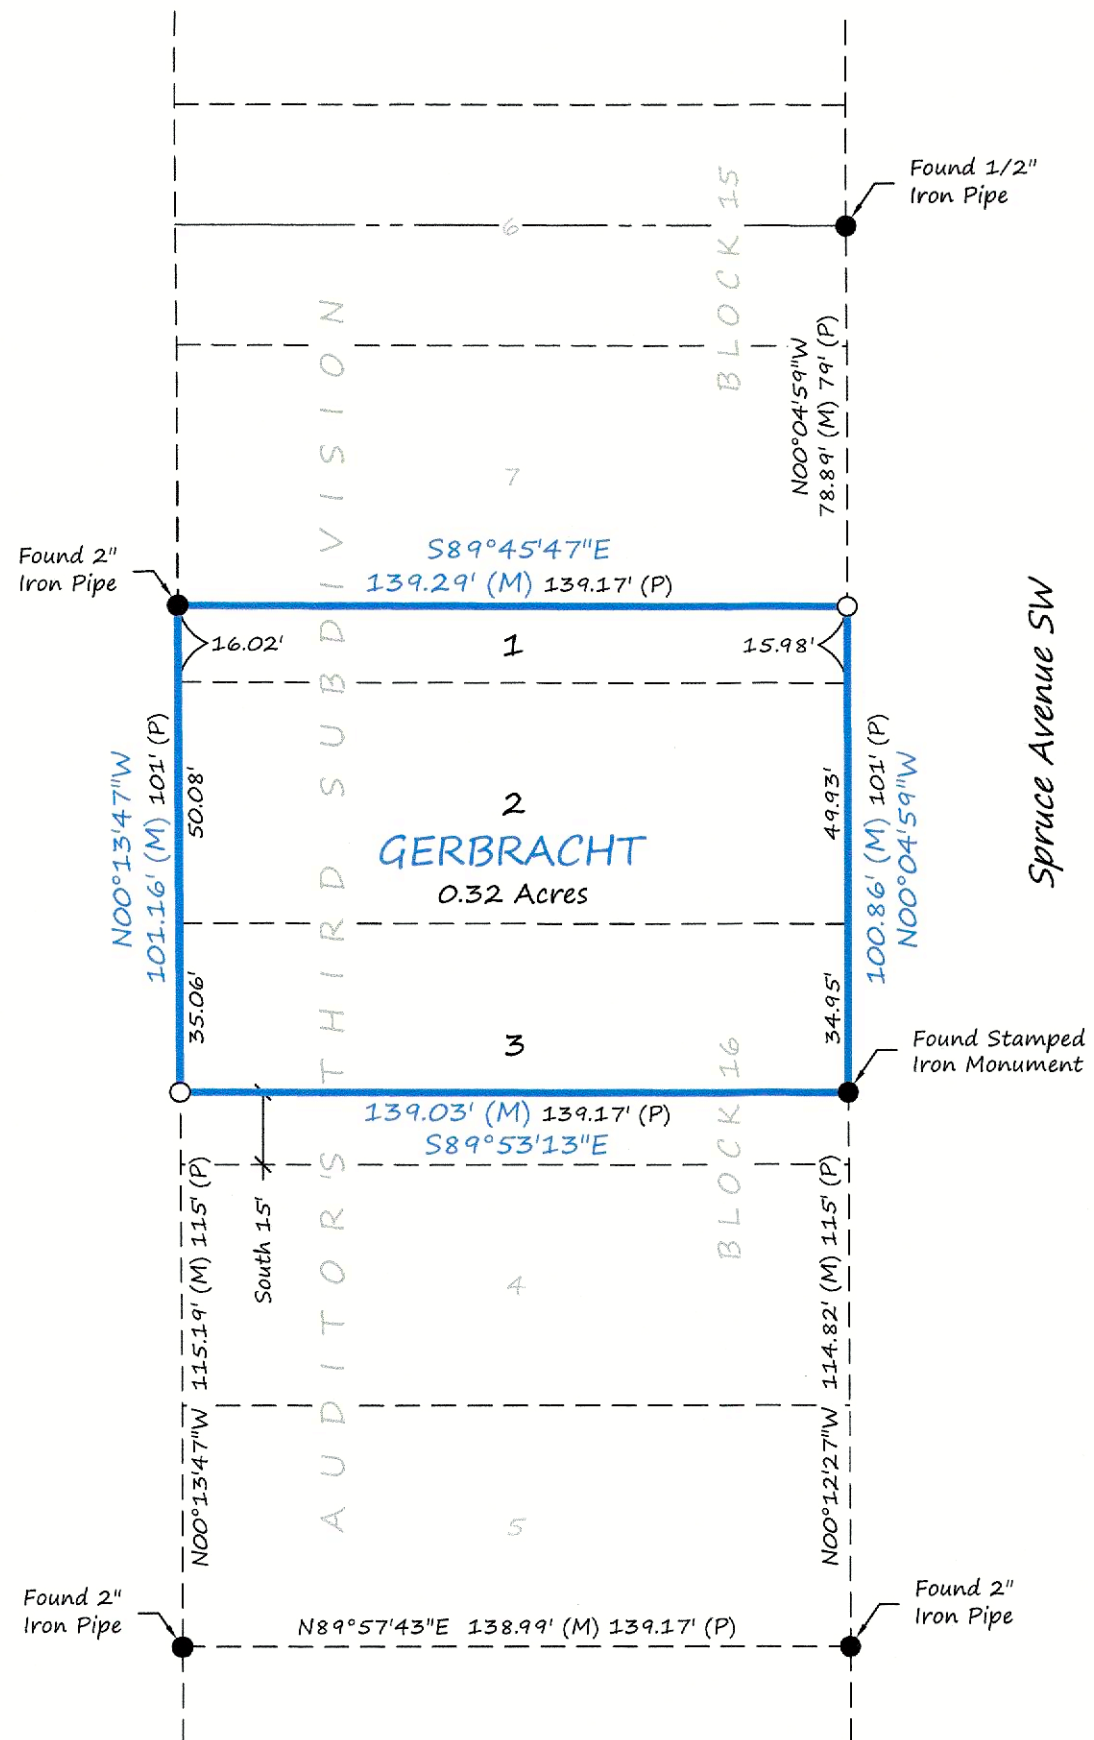 Found 1/2"
Iron Pipe
BLOCK 15
6
N00°04'59"W
78.89' (M) 79' (P)
7
AUDITOR'S THIRD SUBDIVISION
Found 2"
Iron Pipe
S89°45'47"E
139.29' (M) 139.17' (P)
16.02'
1
15.98'
Spruce Avenue SW
N00°13'47"W
101.16' (M) 101' (P)
50.08'
2
GERBRACHT
0.32 Acres
49.93'
100.86' (M) 101' (P)
N00°04'59"W
35.06'
3
34.95'
Found Stamped
Iron Monument
139.03' (M) 139.17' (P)
S89°53'13"E
BLOCK 16
South 15'
4
N00°13'47"W 115.19' (M) 115' (P)
N00°12'27"W 114.82' (M) 115' (P)
5
Found 2"
Iron Pipe
N89°57'43"E 138.99' (M) 139.17' (P)
Found 2"
Iron Pipe